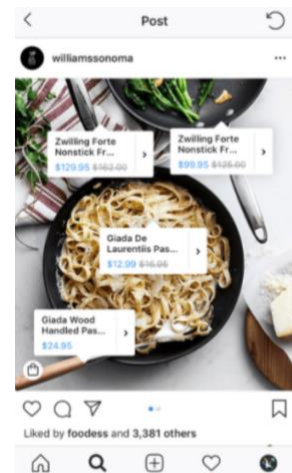 Post
williamssonoma
Zwilling Forte
Nonstick Fr...
$129.95 $162.00
Zwilling Forte
Nonstick Fr...
$99.95 $125.00
Giada De
Laurentiis Pas...
$12.99 $16.95
Giada Wood
Handled Pas...
$24.95
Liked by foodess and 3,381 others